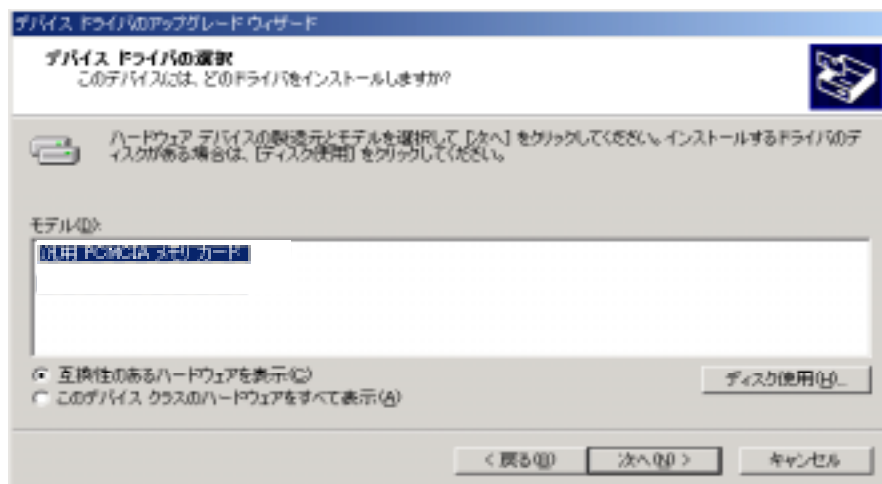 デバイス ドライバのアップグレード ウィザード
デバイス ドライバの選択
このデバイスには、どのドライバをインストールしますか?
ハードウェア デバイスの製造元とモデルを選択して [次へ] をクリックしてください。インストールするドライバのデ
ィスクがある場合は、[ディスク使用] をクリックしてください。
モデル(D):
汎用 PCMCIA メモリ カード
互換性のあるハードウェアを表示(C)
ディスク使用(H)...
このデバイス クラスのハードウェアをすべて表示(A)
< 戻る(B)
次へ(N) >
キャンセル